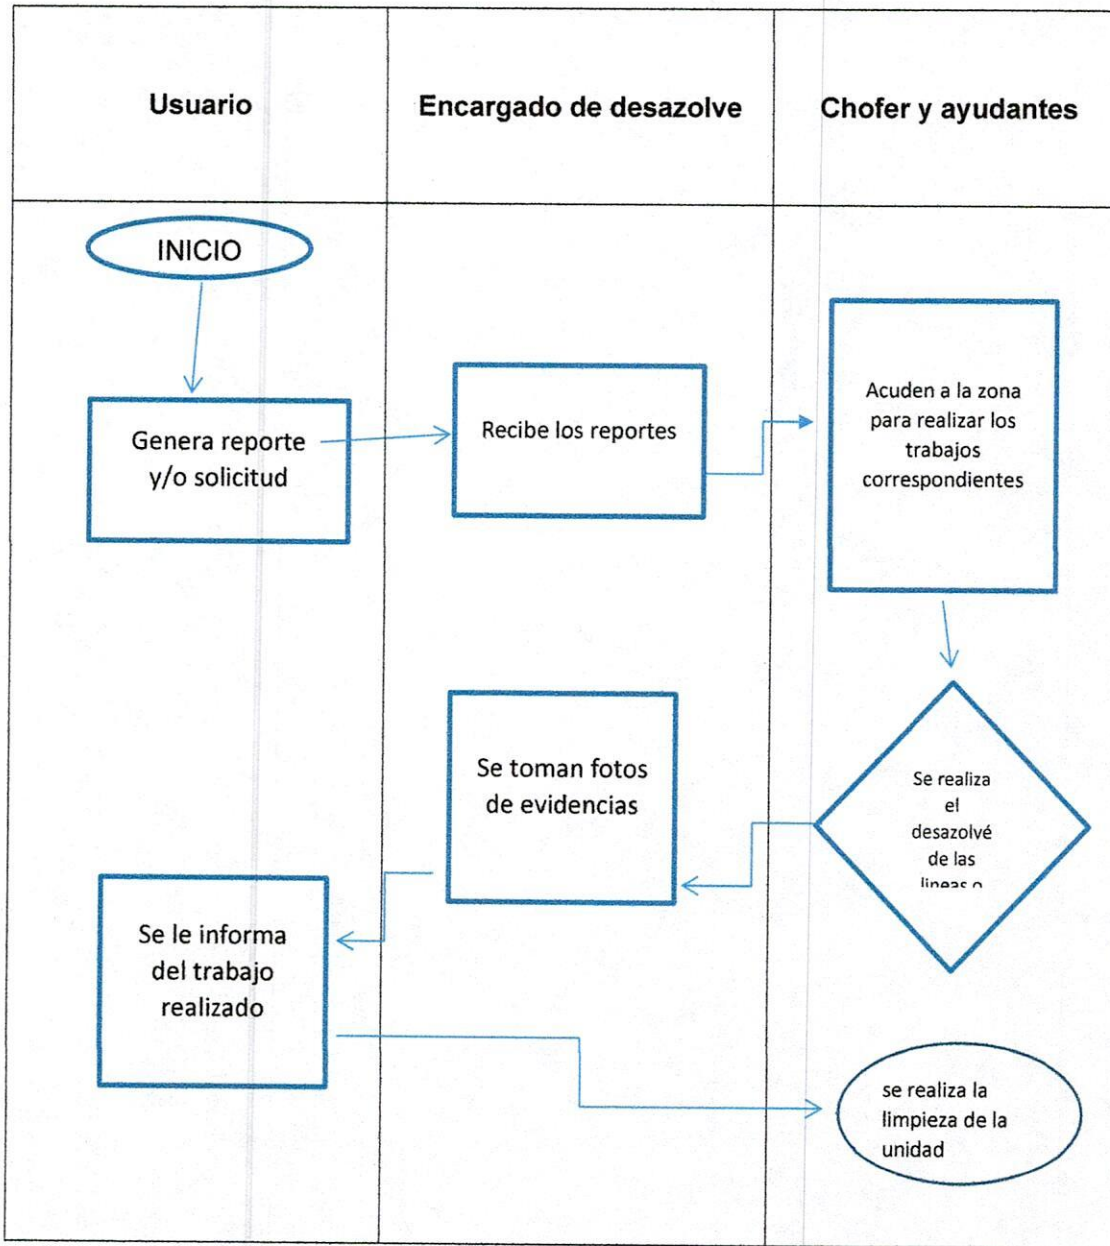 Usuario
Encargado de desazolve
Chofer y ayudantes
INICIO
Genera reporte
y/o solicitud
Recibe los reportes
Acuden a la zona
para realizar los
trabajos
correspondientes
Se realiza
el
desazolvé
de las
lineas o
Se toman fotos
de evidencias
Se le informa
del trabajo
realizado
se realiza la
limpieza de la
unidad